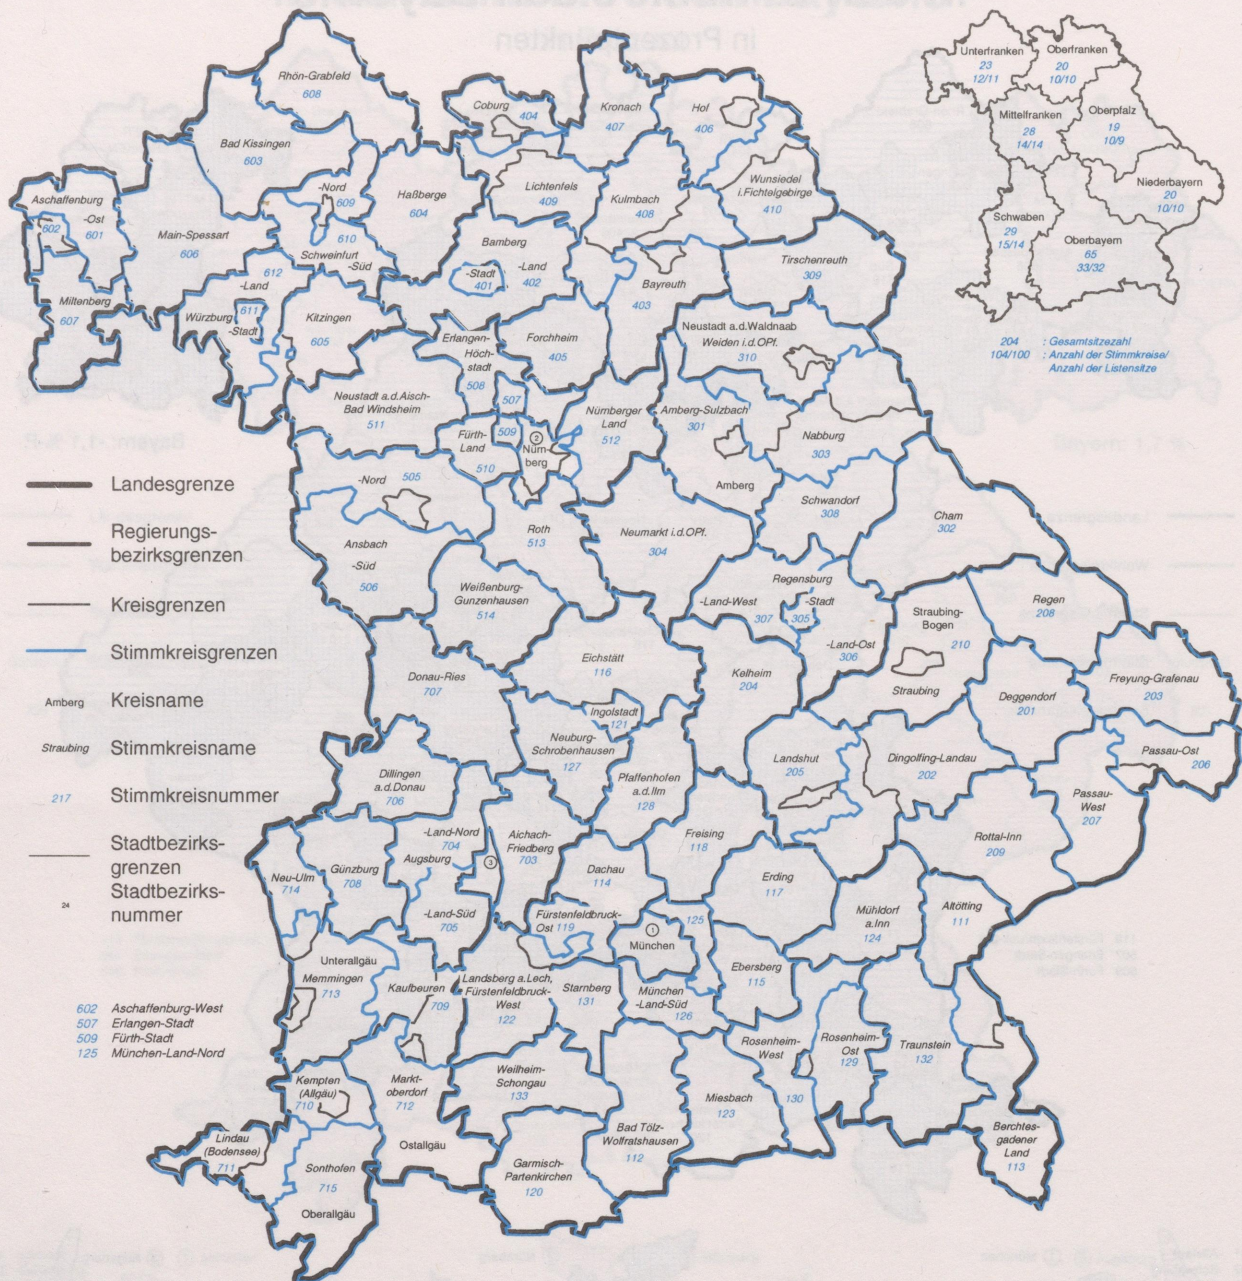 Rhön-Grabfeld
608
Bad Kissingen
603
Coburg
404
Kronach
407
Hof
406
-Nord
609
Haßberge
604
Lichtenfels
409
Kulmbach
408
Wunsiedel
i.Fichtelgebirge
410
Aschaffenburg
602
-Ost
601
Main-Spessart
606
610
Schweinfurt
-Süd
Bamberg
-Stadt
401
-Land
402
Bayreuth
403
Tirschenreuth
309
Miltenberg
607
612
-Land
Würzburg
611
-Stadt
Kitzingen
605
Erlangen-
Höch-
stadt
508
507
Forchheim
405
Neustadt a.d.Waldnaab
Weiden i.d.OPf.
310
Neustadt a.d.Aisch-
Bad Windsheim
511
Fürth-
Land
510
509
2
Nürn-
berg
Nürnberger
Land
512
Amberg-Sulzbach
301
Nabburg
303
Amberg
-Nord
505
Ansbach
-Süd
506
Roth
513
Neumarkt i.d.OPf.
304
Schwandorf
308
Cham
302
Weißenburg-
Gunzenhausen
514
Regensburg
-Land-West
307
-Stadt
305
-Land-Ost
306
Straubing-
Bogen
210
Straubing
Regen
208
Donau-Ries
707
Eichstätt
116
Ingolstadt
121
Kelheim
204
Deggendorf
201
Freyung-Grafenau
203
Neuburg-
Schrobenhausen
127
Dillingen
a.d.Donau
706
Pfaffenhofen
a.d.Ilm
128
Landshut
205
Dingolfing-Landau
202
Passau-Ost
206
Passau-
West
207
Rottal-Inn
209
-Land-Nord
704
Augsburg
3
-Land-Süd
705
Aichach-
Friedberg
703
Freising
118
Neu-Ulm
714
Günzburg
708
Dachau
114
Erding
117
Mühldorf
a.Inn
124
Altötting
111
Fürstenfeldbruck-
Ost
119
1
München
125
Ebersberg
115
Unterallgäu
Memmingen
713
Kaufbeuren
709
Landsberg a.Lech,
Fürstenfeldbruck-
West
122
Starnberg
131
München
-Land-Süd
126
Rosenheim-
West
130
Rosenheim-
Ost
129
Traunstein
132
Kempten
(Allgäu)
710
Markt-
oberdorf
712
Ostallgäu
Weilheim-
Schongau
133
Miesbach
123
Bad Tölz-
Wolfratshausen
112
Garmisch-
Partenkirchen
120
Berchtes-
gadener
Land
113
Lindau
(Bodensee)
711
Sonthofen
715
Oberallgäu
Unterfranken
23
12/11
Oberfranken
20
10/10
Mittelfranken
28
14/14
Oberpfalz
19
10/9
Niederbayern
20
10/10
Schwaben
29
15/14
Oberbayern
65
33/32
204 : Gesamtsitzezahl
104/100 : Anzahl der Stimmkreise/
Anzahl der Listensitze
Landesgrenze
Regierungs-
bezirksgrenzen
Kreisgrenzen
Stimmkreisgrenzen
Amberg Kreisname
Straubing Stimmkreisname
217 Stimmkreisnummer
Stadtbezirks-
grenzen
24 Stadtbezirks-
nummer
602 Aschaffenburg-West
507 Erlangen-Stadt
509 Fürth-Stadt
125 München-Land-Nord